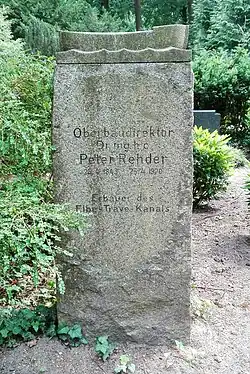 Oberbaudirektor
Dr. ing. h. c.
Peter Rehder
Erbauer des
Elbe-Trave-Kanals